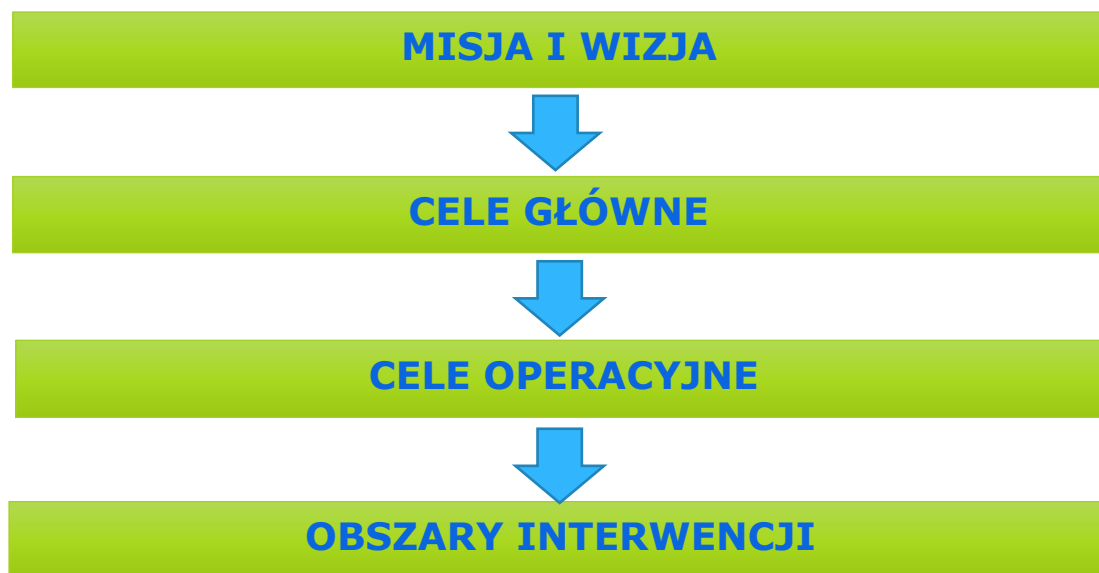 MISJA I WIZJA
CELE GŁÓWNE
CELE OPERACYJNE
OBSZARY INTERWENCJI